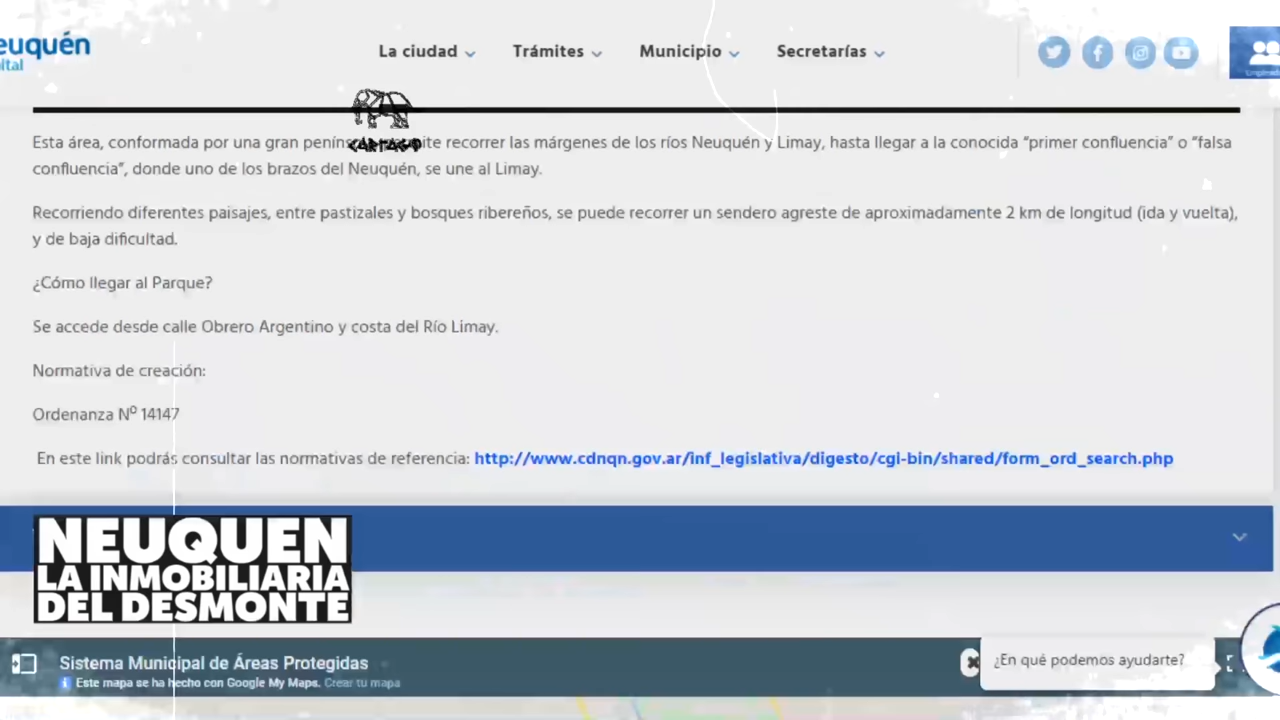 euquén
ital
La ciudad
Trámites
Municipio
Secretarías
Esta área, conformada por una gran recorrer las márgenes de los ríos Neuquén y Limay, hasta llegar a la conocida “primer confluencia” o “falsa
CARTAGO
confluencia”, donde uno de los brazos del Neuquén, se une al Limay.
Recorriendo diferentes paisajes, entre pastizales y bosques ribereños, se puede recorrer un sendero agreste de aproximadamente 2 km de longitud (ida y vuelta),
y de baja dificultad.
¿Cómo llegar al Parque?
Se accede desde calle Obrero Argentino y costa del Río Limay.
Normativa de creación:
Ordenanza Nº 14147
En este link podrás consultar las normativas de referencia: http://www.cdnqn.gov.ar/inf_legislativa/digesto/cgi-bin/shared/form_ord_search.php
NEUQUEN
LA INMOBILIARIA
DEL DESMONTE
Sistema Municipal de Áreas Protegidas
Este mapa se ha hecho con Google My Maps. Crear tu mapa
¿En qué podemos ayudarte?